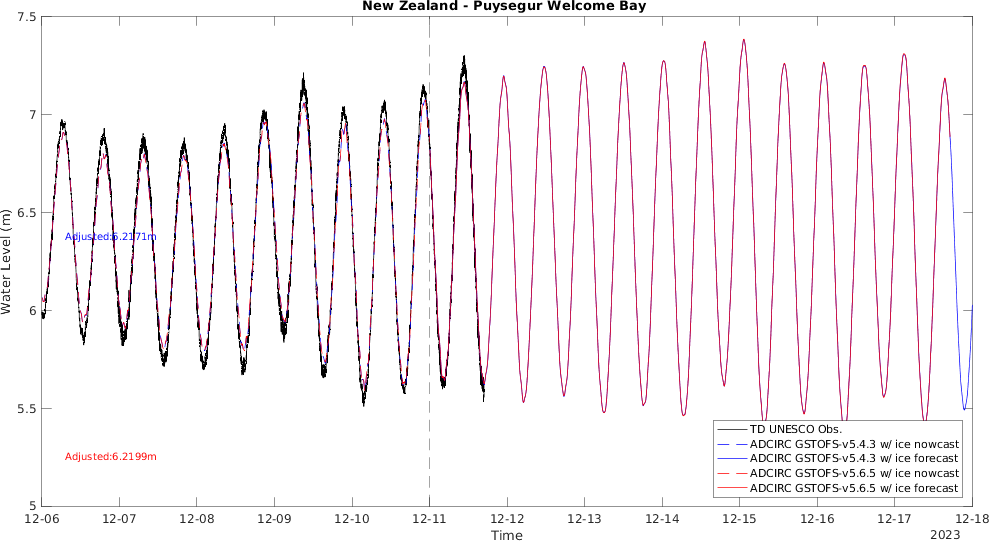 New Zealand - Puysegur Welcome Bay
7.5
7
6.5
6
5.5
5
Water Level (m)
Adjusted:6.2171m
Adjusted:6.2199m
TD UNESCO Obs.
ADCIRC GSTOFS-v5.4.3 w/ ice nowcast
ADCIRC GSTOFS-v5.4.3 w/ ice forecast
ADCIRC GSTOFS-v5.6.5 w/ ice nowcast
ADCIRC GSTOFS-v5.6.5 w/ ice forecast
12-06 12-07 12-08 12-09 12-10 12-11 12-12 12-13 12-14 12-15 12-16 12-17 12-18
Time
2023